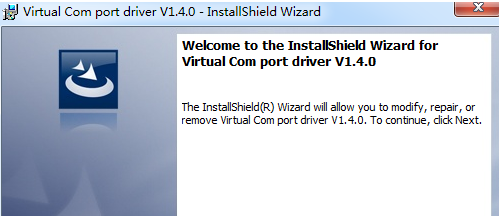 Virtual Com port driver V1.4.0 - InstallShield Wizard
Welcome to the InstallShield Wizard for
Virtual Com port driver V1.4.0
The InstallShield(R) Wizard will allow you to modify, repair, or
remove Virtual Com port driver V1.4.0. To continue, click Next.